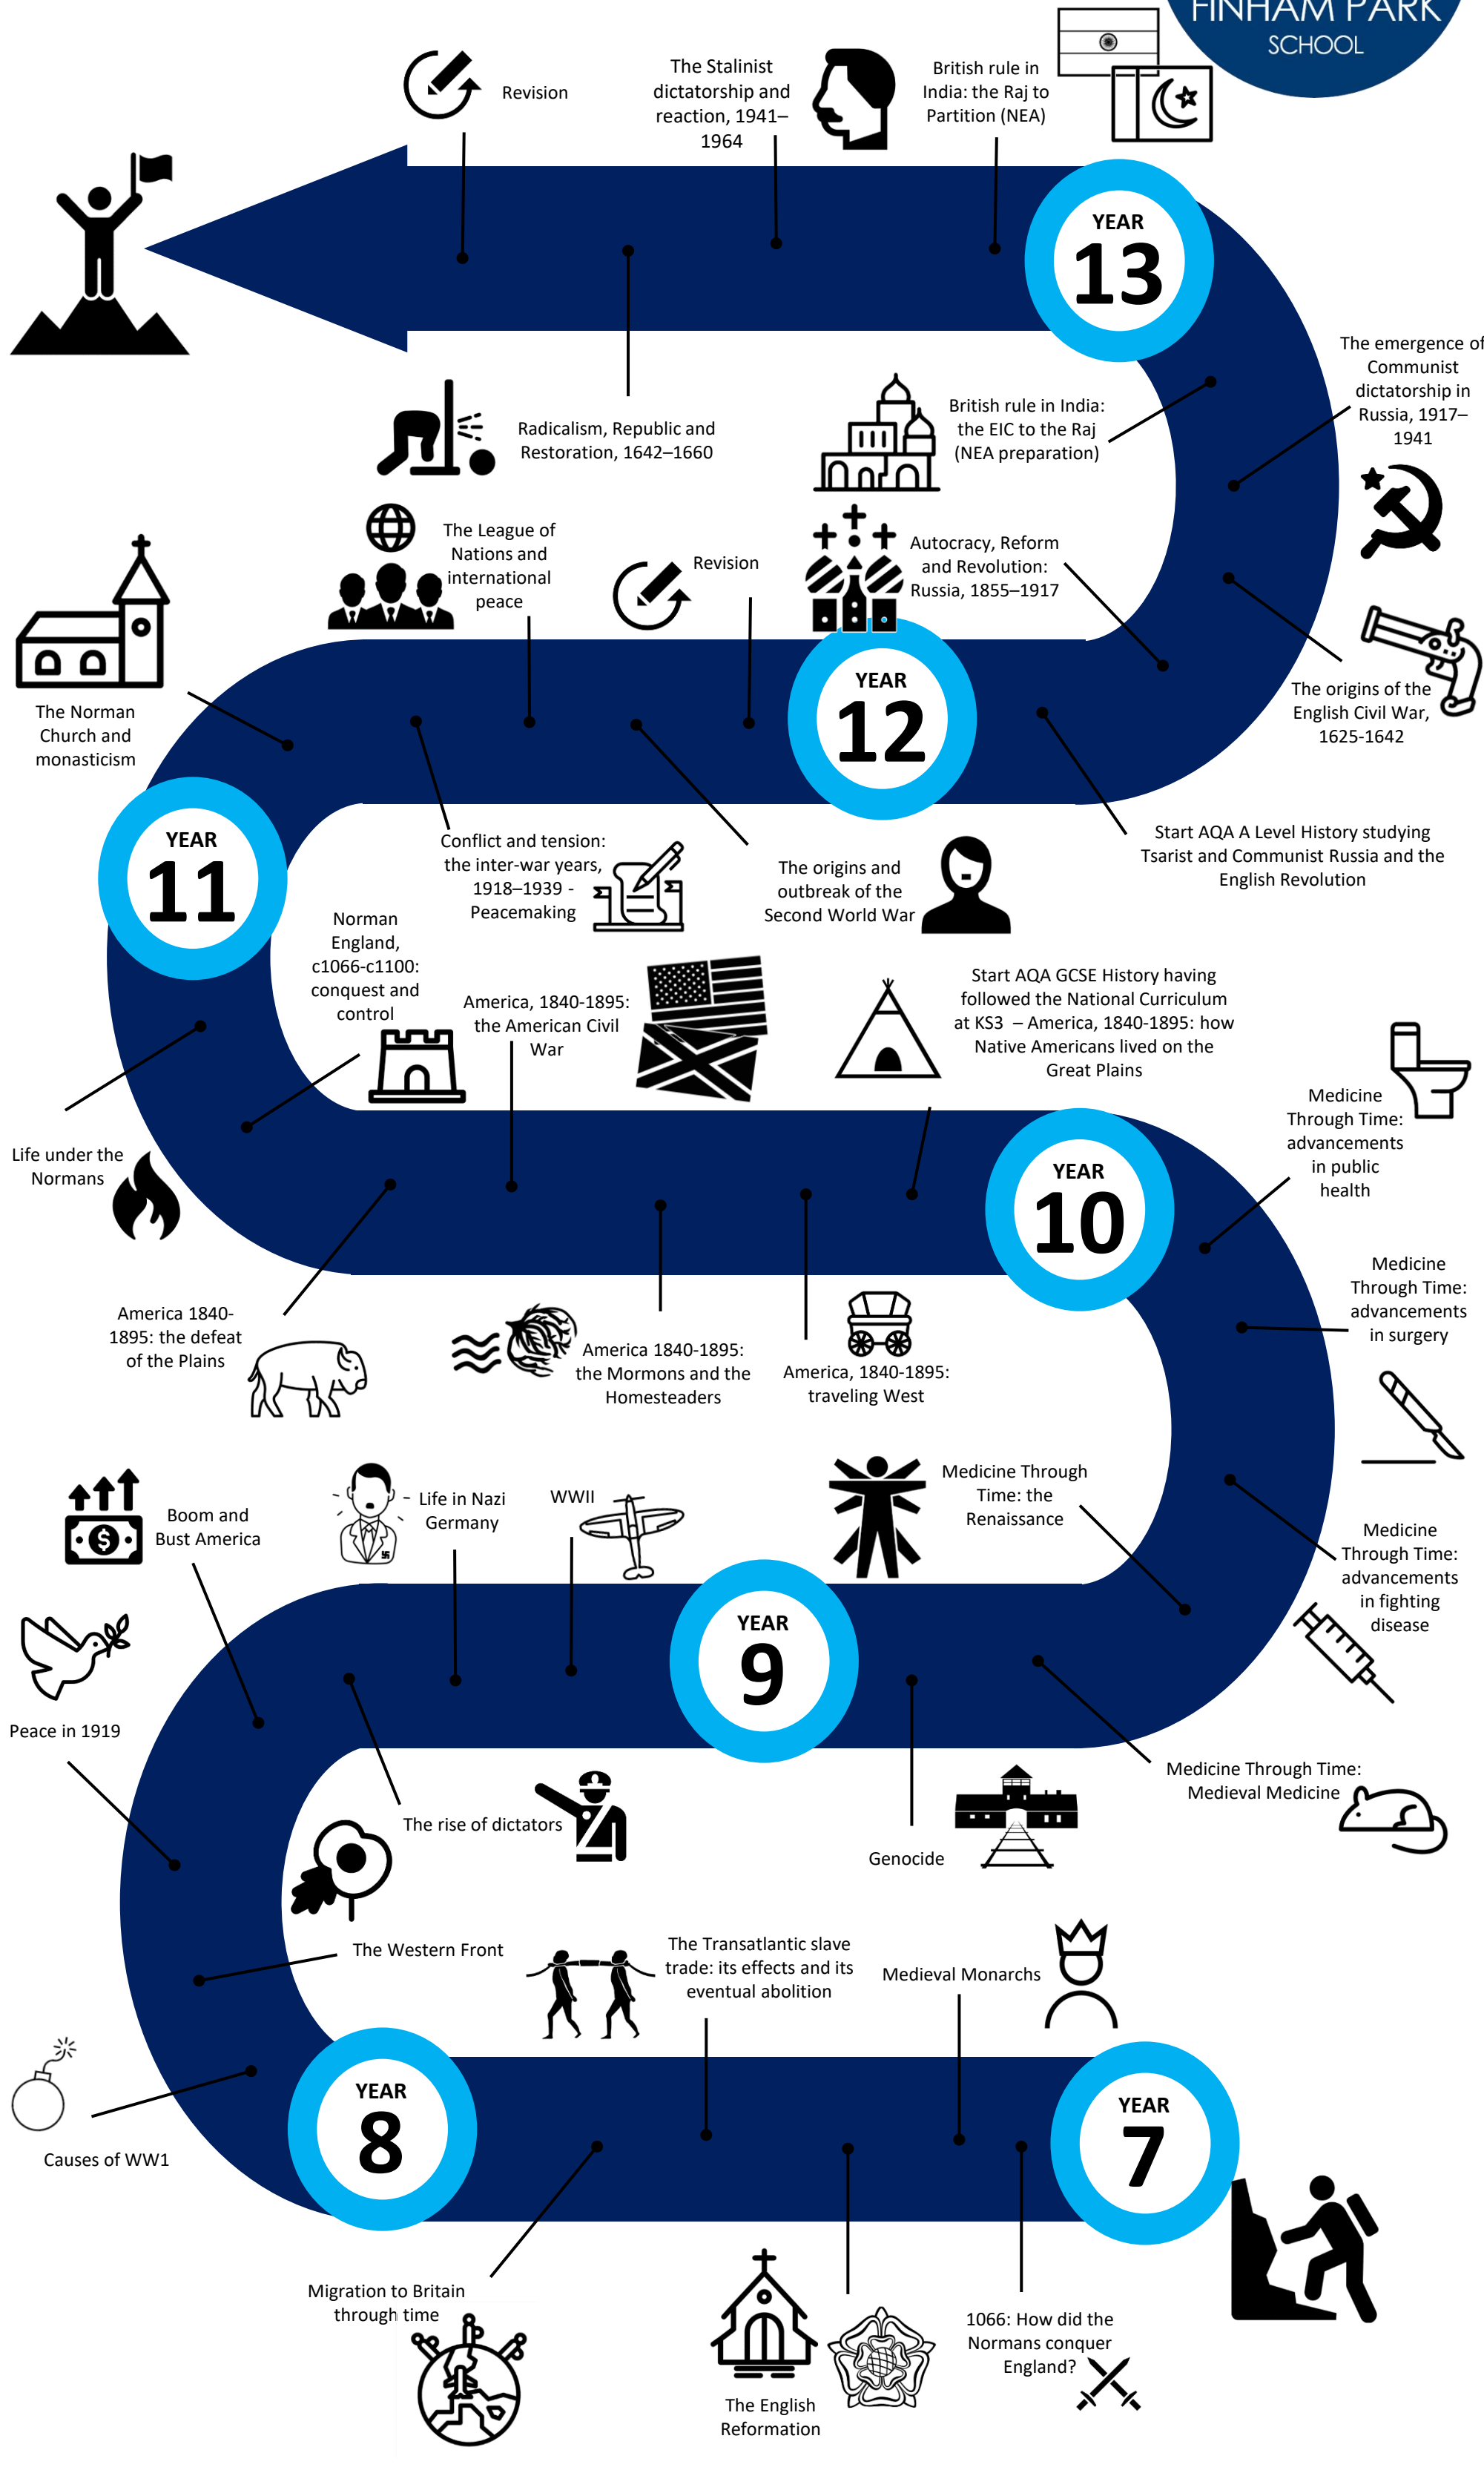 FINHAM PARK
SCHOOL
Revision
The Stalinist
dictatorship and
reaction, 1941–
1964
British rule in
India: the Raj to
Partition (NEA)
YEAR
13
Radicalism, Republic and
Restoration, 1642–1660
British rule in India:
the EIC to the Raj
(NEA preparation)
The emergence of
Communist
dictatorship in
Russia, 1917–
1941
The League of
Nations and
international
peace
Revision
Autocracy, Reform
and Revolution:
Russia, 1855–1917
The origins of the
English Civil War,
1625-1642
The Norman
Church and
monasticism
YEAR
12
Start AQA A Level History studying
Tsarist and Communist Russia and the
English Revolution
YEAR
11
Conflict and tension:
the inter-war years,
1918–1939 -
Peacemaking
The origins and
outbreak of the
Second World War
Norman
England,
c1066-c1100:
conquest and
control
America, 1840-1895:
the American Civil
War
Start AQA GCSE History having
followed the National Curriculum
at KS3 – America, 1840-1895: how
Native Americans lived on the
Great Plains
Life under the
Normans
YEAR
10
Medicine
Through Time:
advancements
in public
health
Medicine
Through Time:
advancements
in surgery
America 1840-
1895: the defeat
of the Plains
America 1840-1895:
the Mormons and the
Homesteaders
America, 1840-1895:
traveling West
Boom and
Bust America
Life in Nazi
Germany
WWII
Medicine Through
Time: the
Renaissance
Medicine
Through Time:
advancements
in fighting
disease
YEAR
9
Peace in 1919
The rise of dictators
Genocide
Medicine Through Time:
Medieval Medicine
The Western Front
The Transatlantic slave
trade: its effects and its
eventual abolition
Medieval Monarchs
Causes of WW1
YEAR
8
YEAR
7
Migration to Britain
through time
The English
Reformation
1066: How did the
Normans conquer
England?